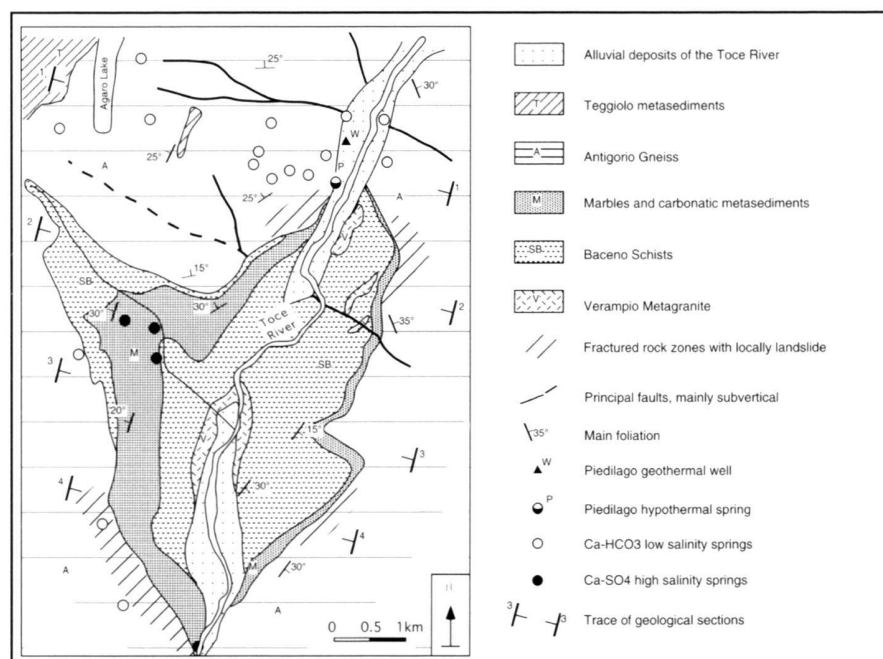 T
1
Agaro Lake
25°
30°
W
25°
A
P
25°
A
1
2
V
SB
15°
30°
30°
Toce
River
2
35°
M
3
SB
20°
V
15°
3
4
30°
4
A
M
30°
A
N
0 0.5 1km
Alluvial deposits of the Toce River
T Teggiolo metasediments
A Antigorio Gneiss
M Marbles and carbonatic metasediments
SB Baceno Schists
V Verampio Metagranite
Fractured rock zones with locally landslide
Principal faults, mainly subvertical
35° Main foliation
W Piedilago geothermal well
P Piedilago hypothermal spring
Ca-HCO3 low salinity springs
Ca-SO4 high salinity springs
3 3 Trace of geological sections